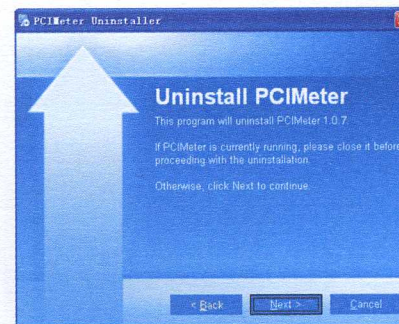 PCIMeter Uninstaller
Uninstall PCIMeter
This program will uninstall PCIMeter 1.0.7.
If PCIMeter is currently running, please close it before
proceeding with the uninstallation.
Otherwise, click Next to continue.
< Back
Next >
Cancel